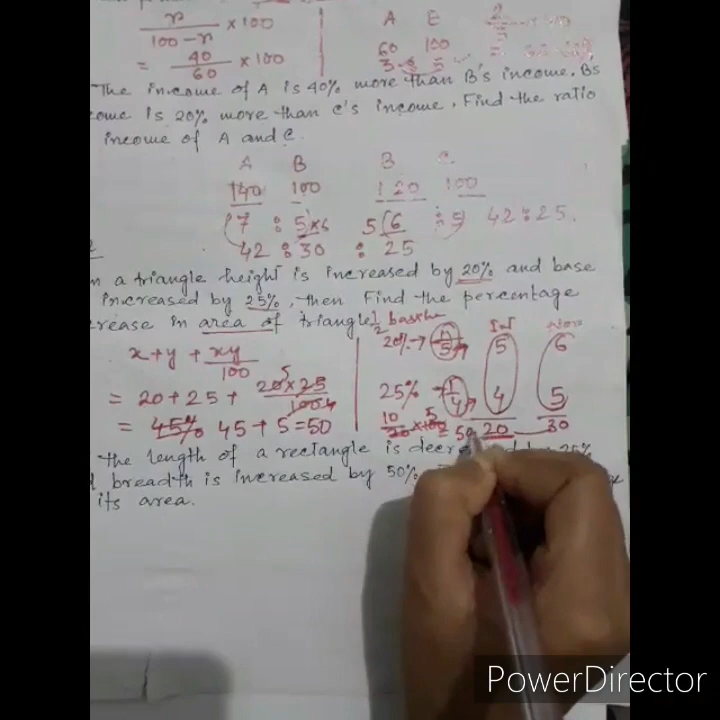 n
100-n × 100
= 40/60 × 100
A E
60 100
3 5
The income of A is 40% more than B's income. B's
come is 20% more than C's income. Find the ratio
income of A and C.
A B B C
140 100 120 100
7 : 5×6 5 6 : 5 42:25.
42 : 30 : 25
n a triangle height is increased by 20% and base
increased by 25%, then Find the percentage
crease in area of triangle
x+y + xy/100
= 20 + 25 + 20×25/100
= 45% 45 + 5 = 50
20% → 1/5 5 6
25% → 1/4 4 5
10/20 × 100 = 50 20 30
The length of a rectangle is decre
breadth is increased by 50%
its area.
PowerDirector